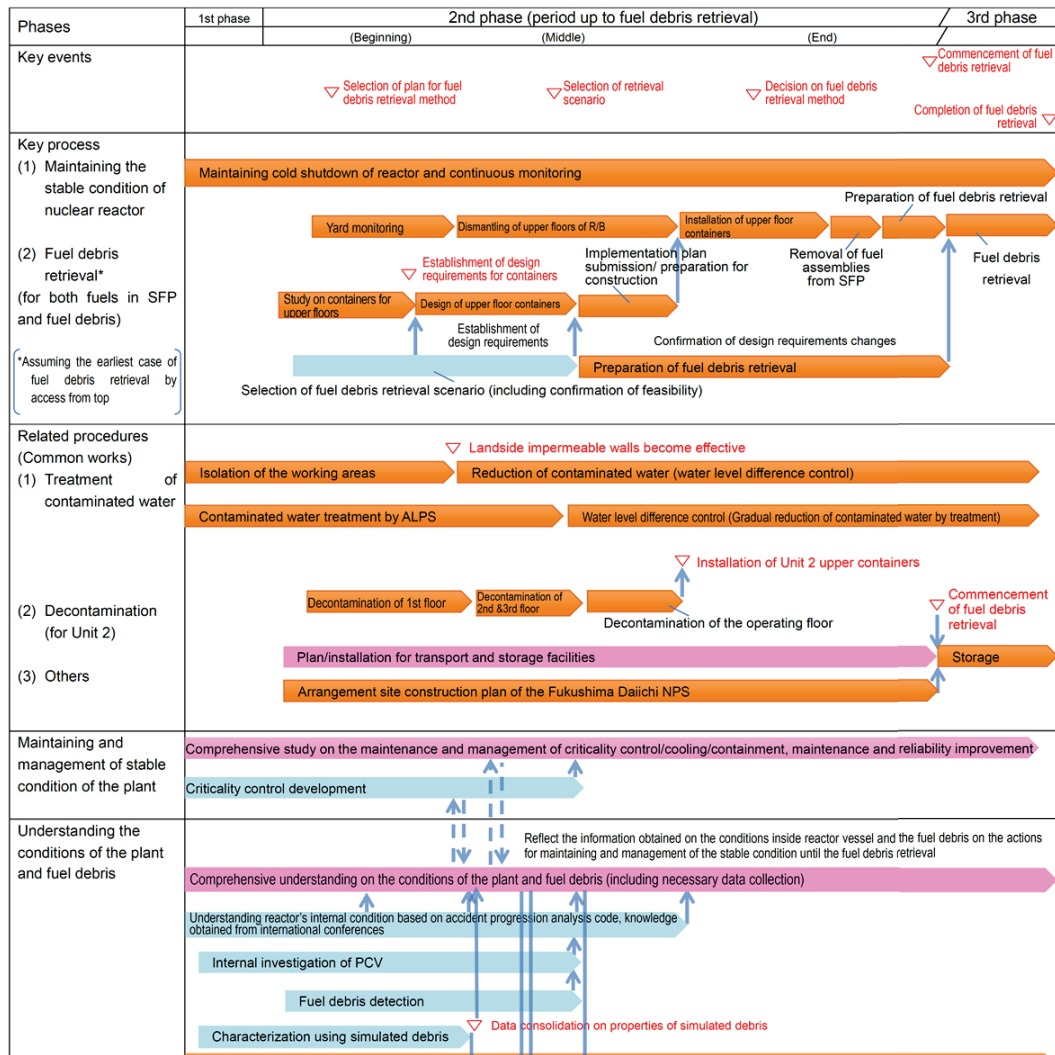 Phases
1st phase
2nd phase (period up to fuel debris retrieval)
3rd phase
(Beginning)
(Middle)
(End)
Key events
Selection of plan for fuel
debris retrieval method
Selection of retrieval
scenario
Decision on fuel debris
retrieval method
Commencement of fuel
debris retrieval
Completion of fuel debris
retrieval
Key process
(1) Maintaining the
stable condition of
nuclear reactor
Maintaining cold shutdown of reactor and continuous monitoring
Preparation of fuel debris retrieval
Yard monitoring
Dismantling of upper floors of R/B
Installation of upper floor
containers
(2) Fuel debris
retrieval*
(for both fuels in SFP
and fuel debris)
Establishment of design
requirements for containers
Implementation plan
submission/ preparation for
construction
Removal of fuel
assemblies
from SFP
Fuel debris
retrieval
Study on containers for
upper floors
Design of upper floor containers
Establishment of
design requirements
Confirmation of design requirements changes
*Assuming the earliest case of
fuel debris retrieval by
access from top
Preparation of fuel debris retrieval
Selection of fuel debris retrieval scenario (including confirmation of feasibility)
Related procedures
(Common works)
(1) Treatment of
contaminated water
Landside impermeable walls become effective
Isolation of the working areas
Reduction of contaminated water (water level difference control)
Contaminated water treatment by ALPS
Water level difference control (Gradual reduction of contaminated water by treatment)
Installation of Unit 2 upper containers
(2) Decontamination
(for Unit 2)
Decontamination of 1st floor
Decontamination of
2nd &3rd floor
Decontamination of the operating floor
Commencement
of fuel debris
retrieval
(3) Others
Plan/installation for transport and storage facilities
Storage
Arrangement site construction plan of the Fukushima Daiichi NPS
Maintaining and
management of stable
condition of the plant
Comprehensive study on the maintenance and management of criticality control/cooling/containment, maintenance and reliability improvement
Criticality control development
Understanding the
conditions of the plant
and fuel debris
Reflect the information obtained on the conditions inside reactor vessel and the fuel debris on the actions
for maintaining and management of the stable condition until the fuel debris retrieval
Comprehensive understanding on the conditions of the plant and fuel debris (including necessary data collection)
Understanding reactor's internal condition based on accident progression analysis code, knowledge
obtained from international conferences
Internal investigation of PCV
Fuel debris detection
Data consolidation on properties of simulated debris
Characterization using simulated debris